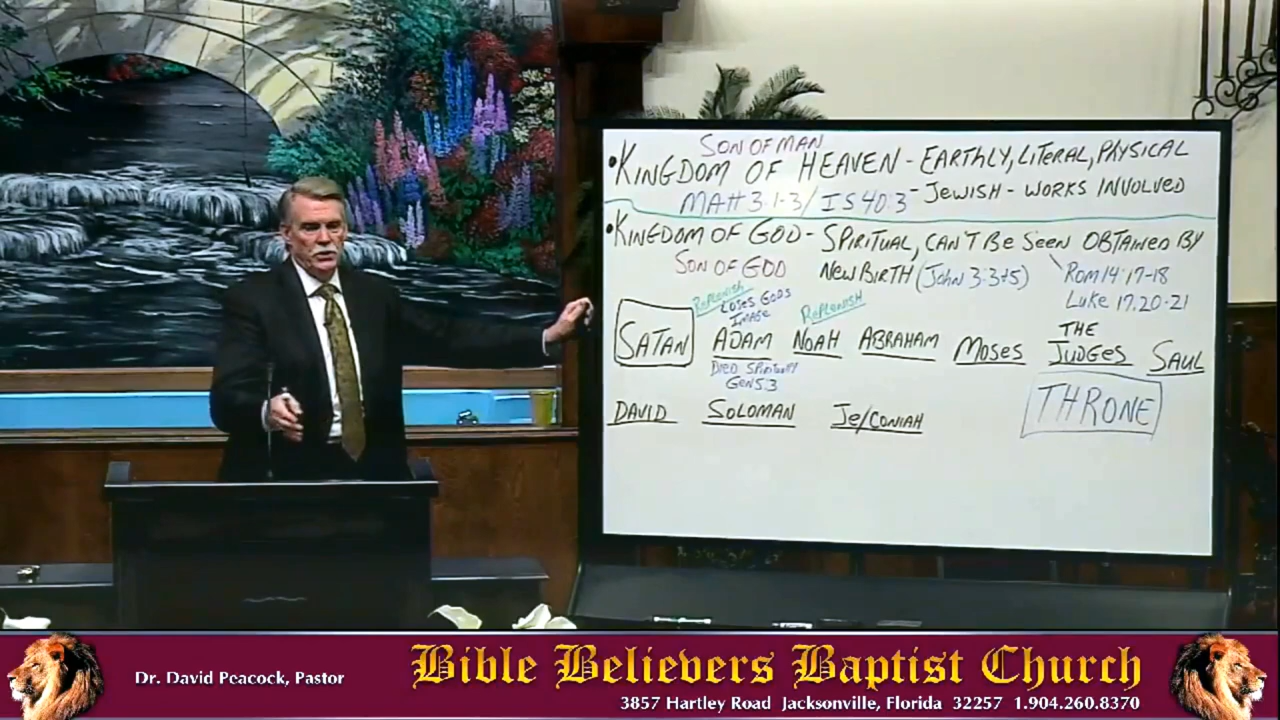 SON OF MAN
• KINGDOM OF HEAVEN - EARTHLY, LITERAL, PHYSICAL
MAtt 3:1-3 / IS 40:3 - JEWISH - WORKS INVOLVED
• KINGDOM OF GOD - SPIRITUAL, CAN'T BE SEEN OBTAINED BY
SON OF GOD NEW BIRTH (John 3:3+5) Rom 14:17-18
Luke 17:20-21
REPLENISH LOSES GODS IMAGE REPLENISH
SATAN ADAM NOAH ABRAHAM MOSES THE JUDGES SAUL
DIED SPIRITUALLY
Gen 5:3
DAVID SOLOMAN Je/CONIAH THRONE
Bible Believers Baptist Church
Dr. David Peacock, Pastor
3857 Hartley Road Jacksonville, Florida 32257 1.904.260.8370